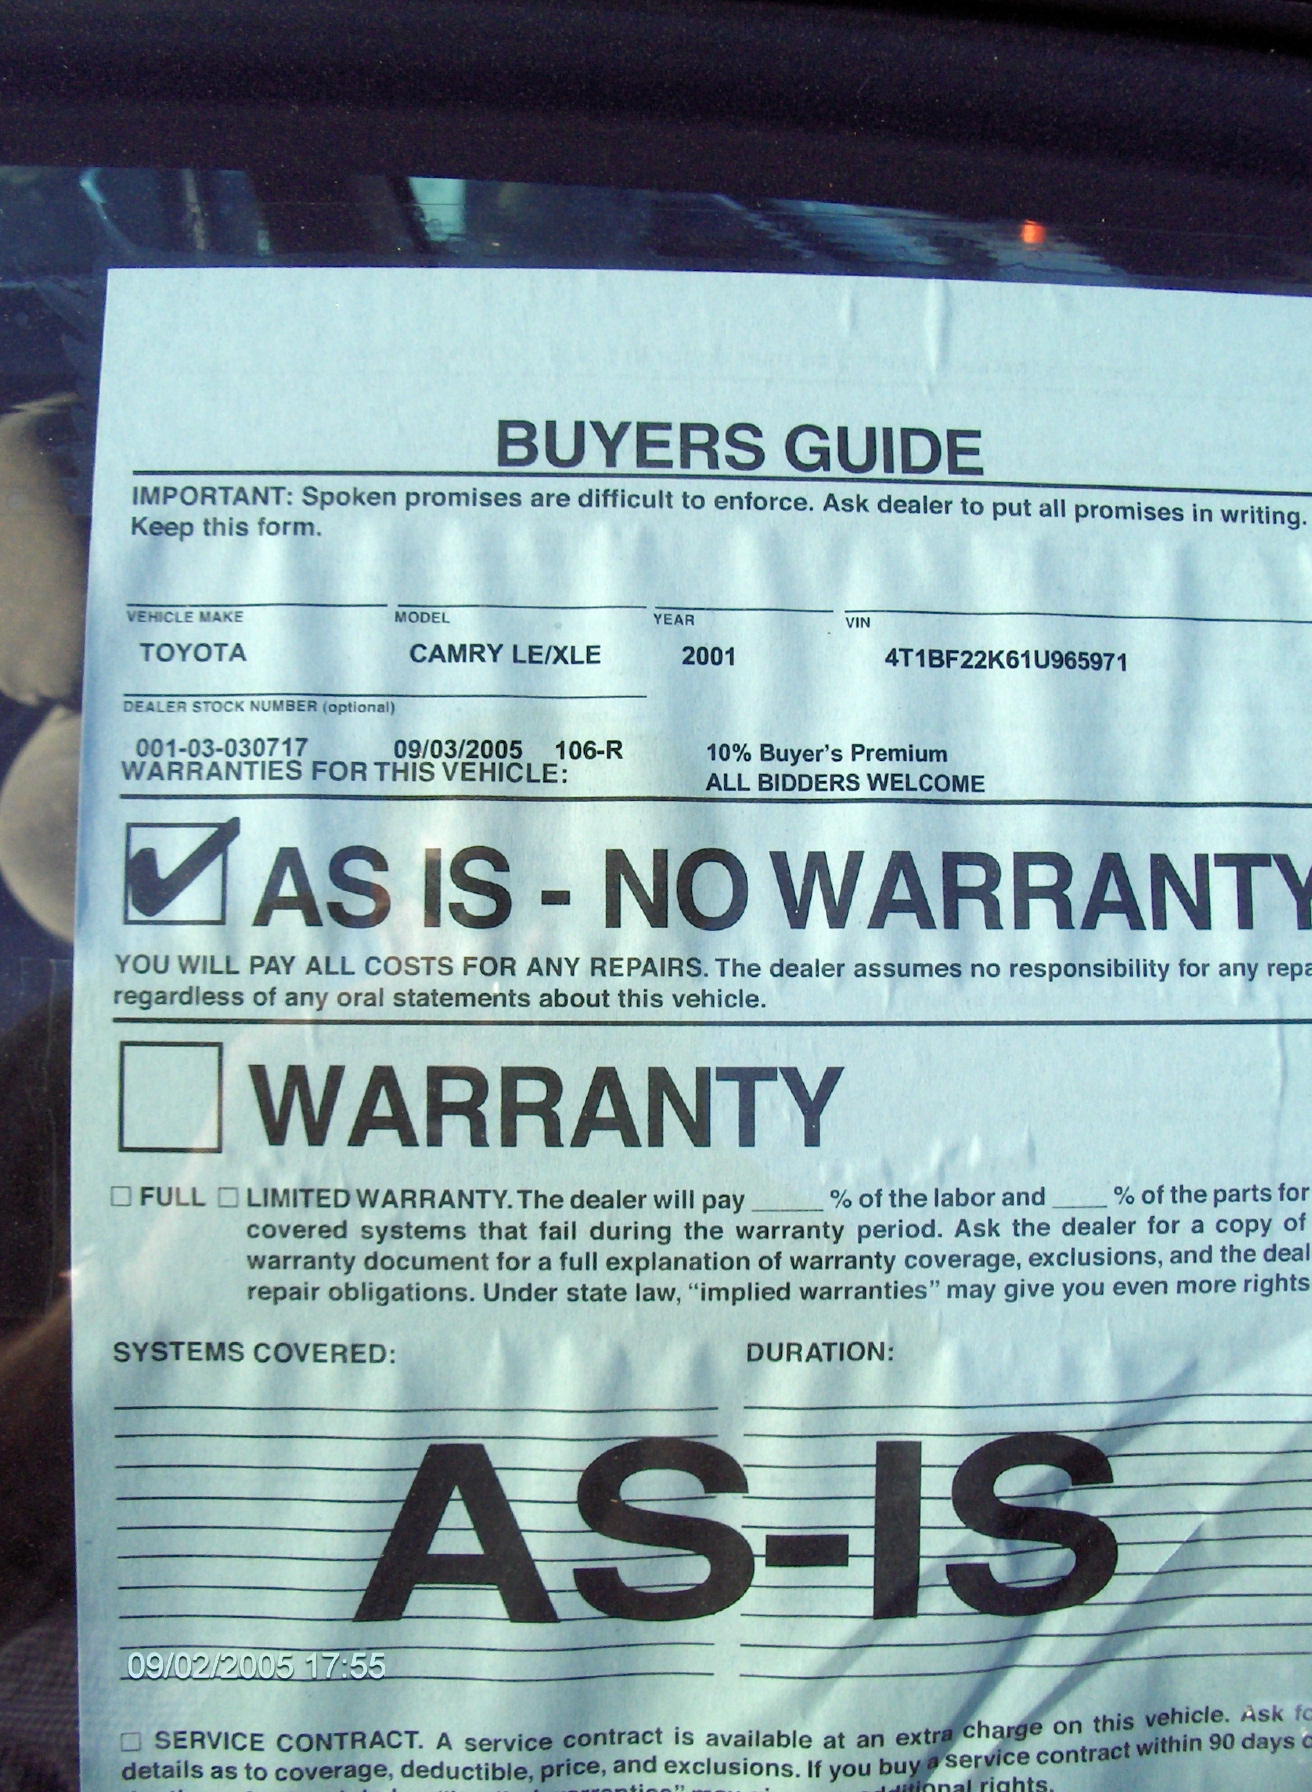 BUYERS GUIDE
IMPORTANT: Spoken promises are difficult to enforce. Ask dealer to put all promises in writing.
Keep this form.
VEHICLE MAKE MODEL YEAR VIN
TOYOTA CAMRY LE/XLE 2001 4T1BF22K61U965971
DEALER STOCK NUMBER (optional)
001-03-030717 09/03/2005 106-R 10% Buyer's Premium
WARRANTIES FOR THIS VEHICLE: ALL BIDDERS WELCOME
AS IS - NO WARRANTY
YOU WILL PAY ALL COSTS FOR ANY REPAIRS. The dealer assumes no responsibility for any repa
regardless of any oral statements about this vehicle.
WARRANTY
FULL LIMITED WARRANTY. The dealer will pay _____ % of the labor and ____ % of the parts for
covered systems that fail during the warranty period. Ask the dealer for a copy of
warranty document for a full explanation of warranty coverage, exclusions, and the deal
repair obligations. Under state law, “implied warranties” may give you even more rights
SYSTEMS COVERED: DURATION:
AS-IS
09/02/2005 17:55
SERVICE CONTRACT. A service contract is available at an extra charge on this vehicle. Ask fo
details as to coverage, deductible, price, and exclusions. If you buy a service contract within 90 days o
rights.